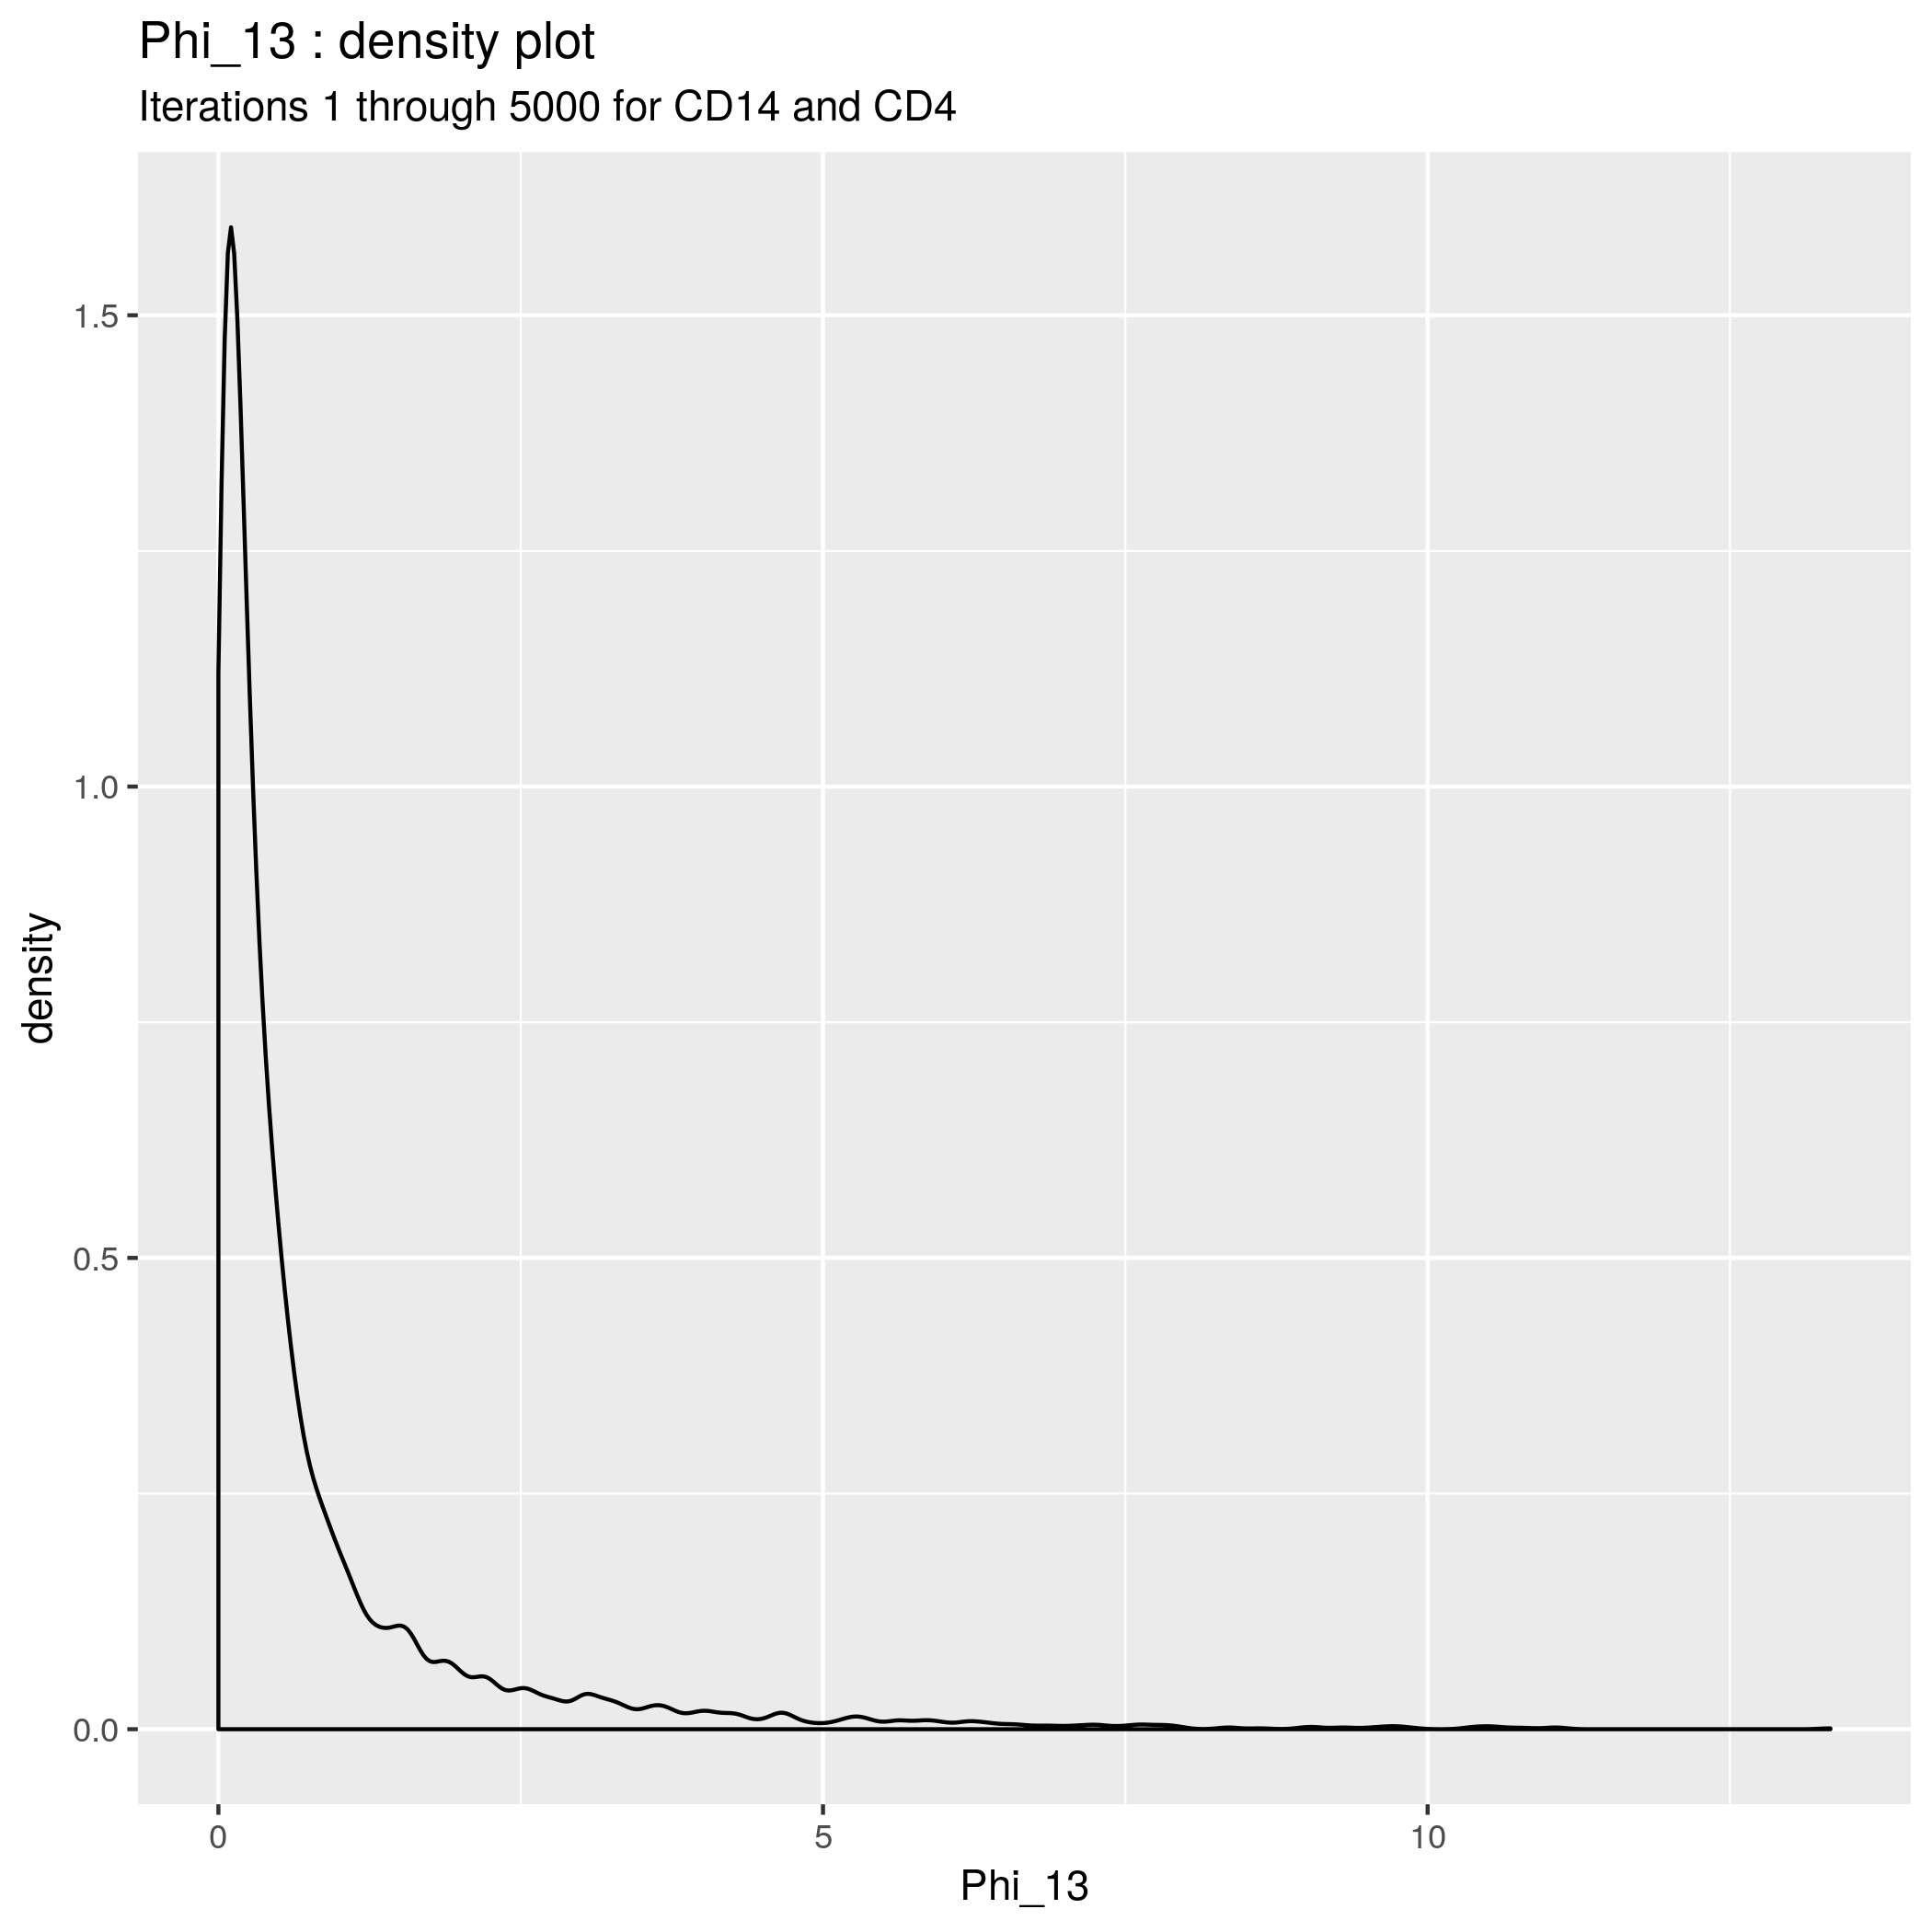 Phi_13 : density plot
Iterations 1 through 5000 for CD14 and CD4
density
1.5
1.0
0.5
0.0
0 5 10
Phi_13